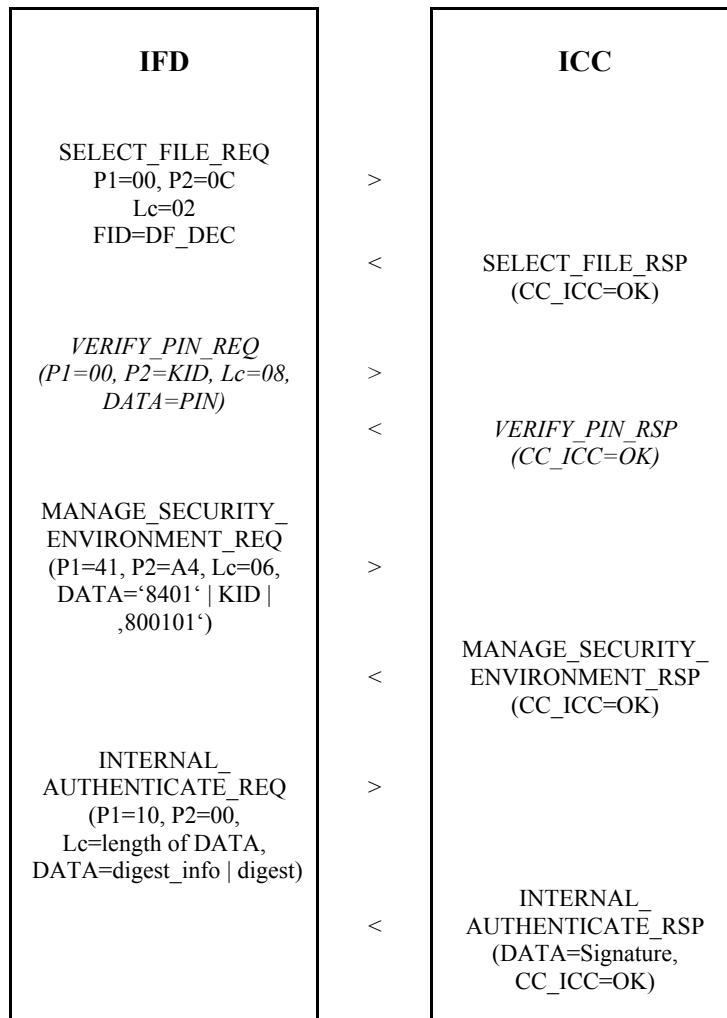 IFD
ICC
SELECT_FILE_REQ
P1=00, P2=0C
Lc=02
FID=DF_DEC
>
<
SELECT_FILE_RSP
(CC_ICC=OK)
VERIFY_PIN_REQ
(P1=00, P2=KID, Lc=08,
DATA=PIN)
>
<
VERIFY_PIN_RSP
(CC_ICC=OK)
MANAGE_SECURITY_
ENVIRONMENT_REQ
(P1=41, P2=A4, Lc=06,
DATA=‘8401‘ | KID |
‚800101‘)
>
<
MANAGE_SECURITY_
ENVIRONMENT_RSP
(CC_ICC=OK)
INTERNAL_
AUTHENTICATE_REQ
(P1=10, P2=00,
Lc=length of DATA,
DATA=digest_info | digest)
>
<
INTERNAL_
AUTHENTICATE_RSP
(DATA=Signature,
CC_ICC=OK)